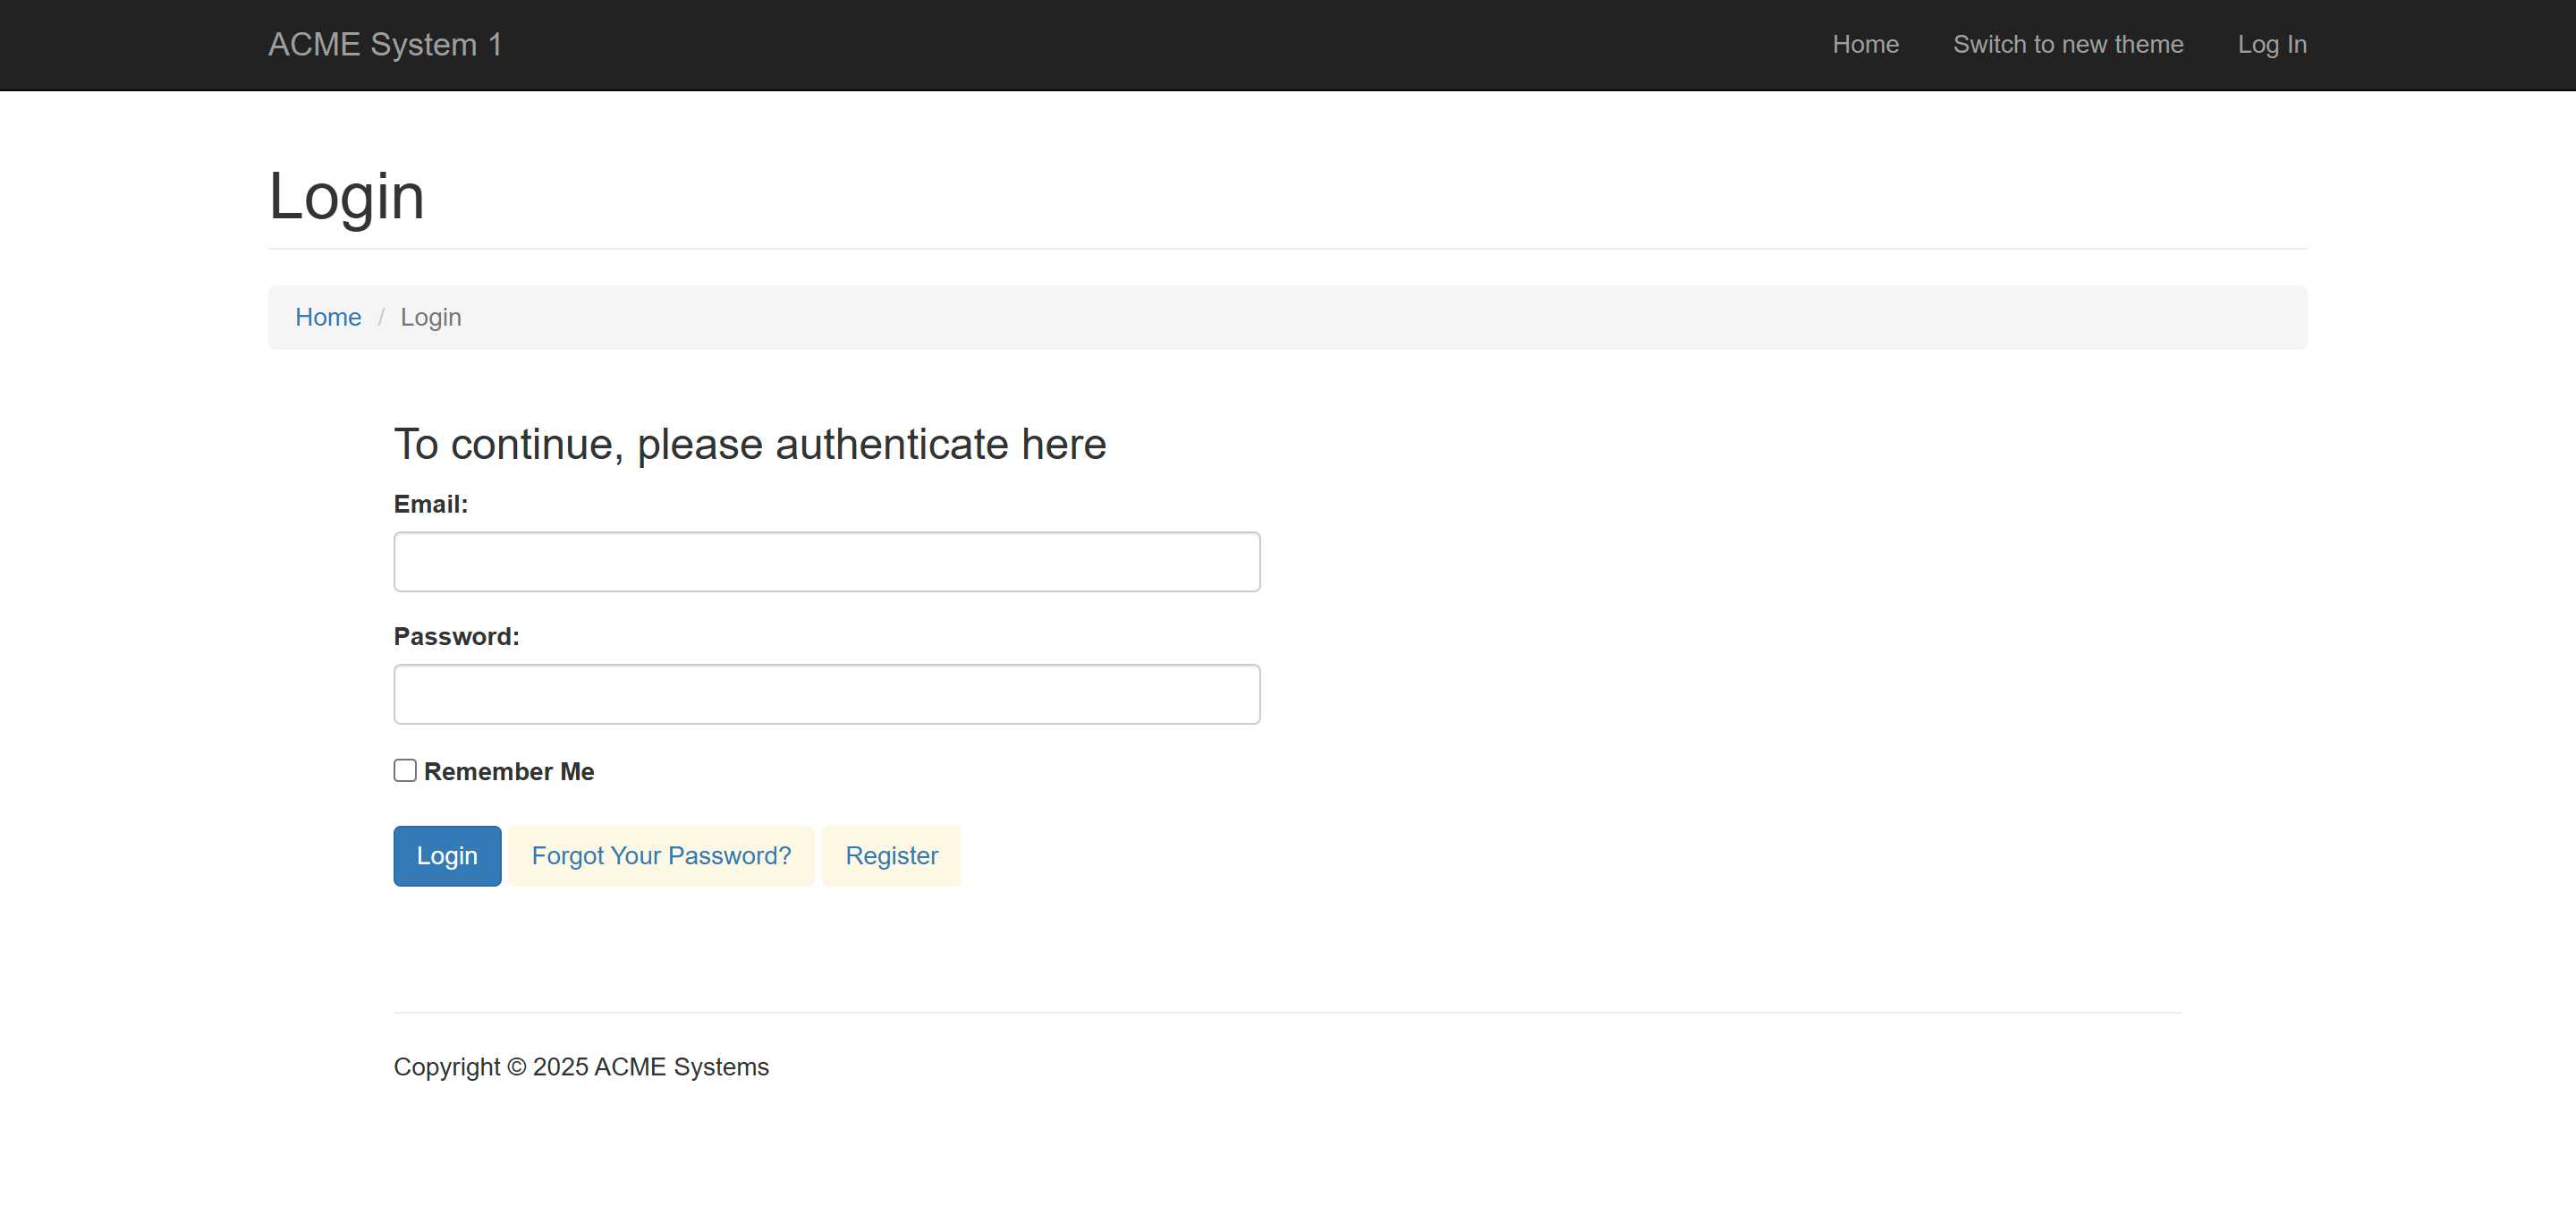 ACME System 1 Home Switch to new theme Log In
Login
Home / Login
To continue, please authenticate here
Email:
Password:
Remember Me
Login Forgot Your Password? Register
Copyright © 2025 ACME Systems